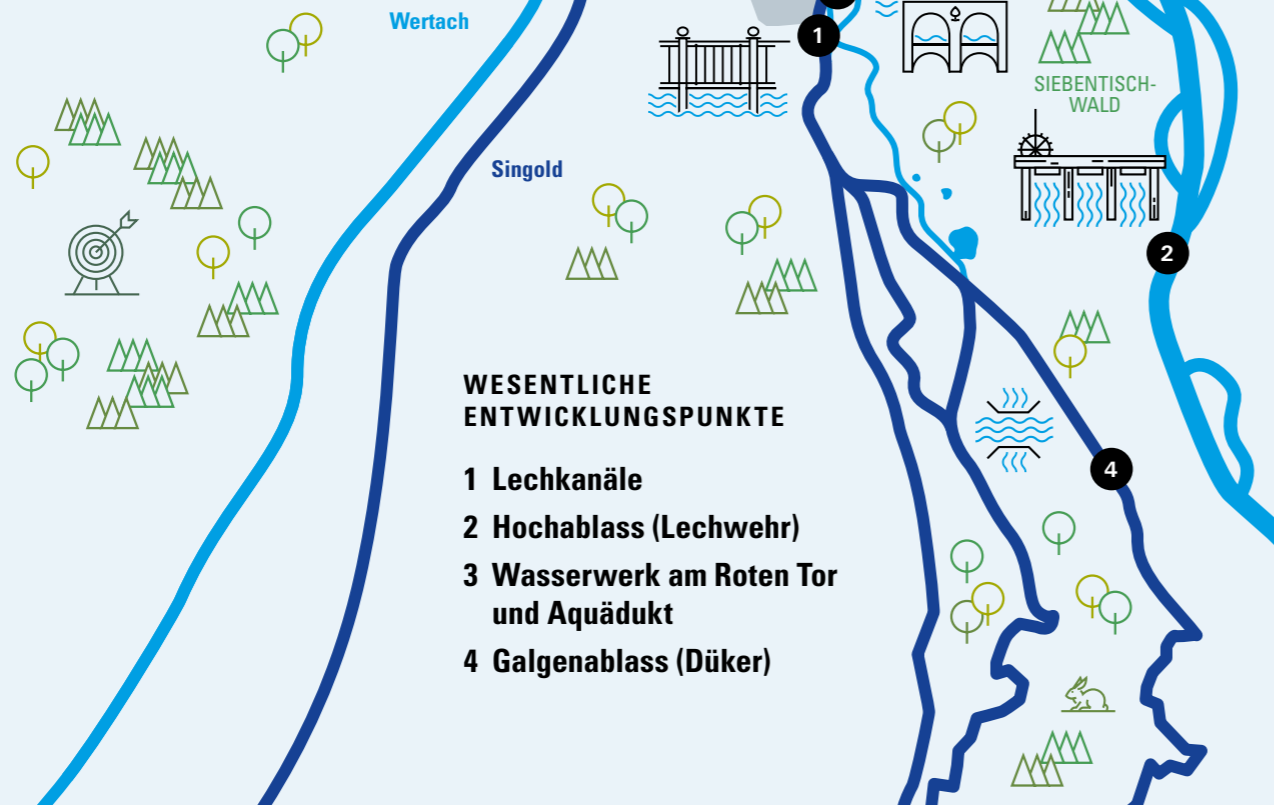 Wertach
1
SIEBENTISCH-
WALD
Singold
2
WESENTLICHE
ENTWICKLUNGSPUNKTE
4
1 Lechkanäle
2 Hochablass (Lechwehr)
3 Wasserwerk am Roten Tor
und Aquädukt
4 Galgenablass (Düker)